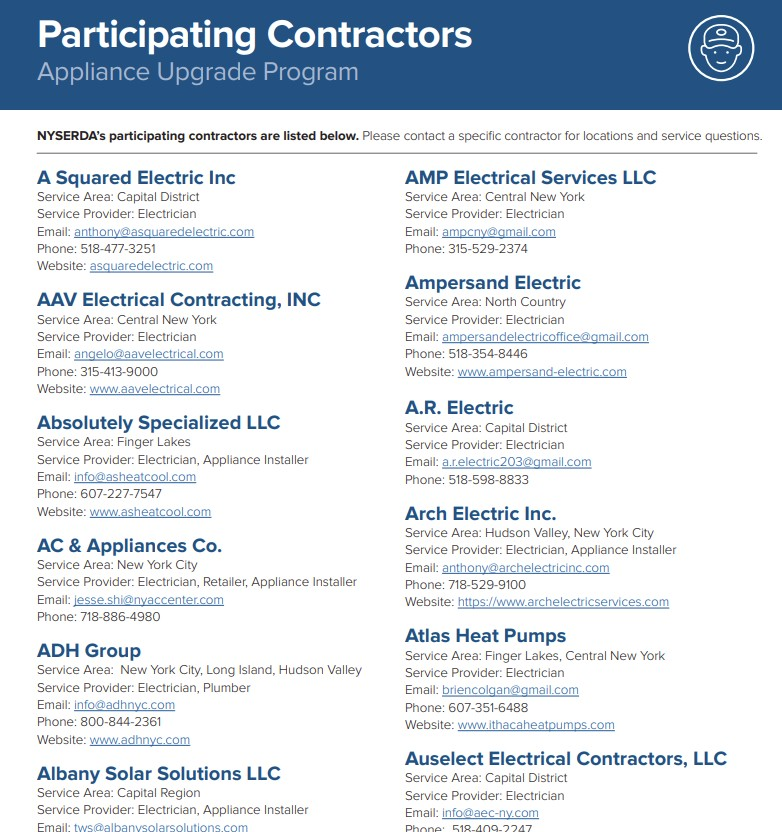 Participating Contractors
Appliance Upgrade Program
NYSERDA's participating contractors are listed below. Please contact a specific contractor for locations and service questions.
A Squared Electric Inc
Service Area: Capital District
Service Provider: Electrician
Email: anthony@asquaredelectric.com
Phone: 518-477-3251
Website: asquaredelectric.com
AAV Electrical Contracting, INC
Service Area: Central New York
Service Provider: Electrician
Email: angelo@aavelectrical.com
Phone: 315-413-9000
Website: www.aavelectrical.com
Absolutely Specialized LLC
Service Area: Finger Lakes
Service Provider: Electrician, Appliance Installer
Email: info@asheatcool.com
Phone: 607-227-7547
Website: www.asheatcool.com
AC & Appliances Co.
Service Area: New York City
Service Provider: Electrician, Retailer, Appliance Installer
Email: jesse.shi@nyaccenter.com
Phone: 718-886-4980
ADH Group
Service Area: New York City, Long Island, Hudson Valley
Service Provider: Electrician, Plumber
Email: info@adhnyc.com
Phone: 800-844-2361
Website: www.adhnyc.com
Albany Solar Solutions LLC
Service Area: Capital Region
Service Provider: Electrician, Appliance Installer
Email: tws@albanysolarsolutions.com
AMP Electrical Services LLC
Service Area: Central New York
Service Provider: Electrician
Email: ampcny@gmail.com
Phone: 315-529-2374
Ampersand Electric
Service Area: North Country
Service Provider: Electrician
Email: ampersandelectricoffice@gmail.com
Phone: 518-354-8446
Website: www.ampersand-electric.com
A.R. Electric
Service Area: Capital District
Service Provider: Electrician
Email: a.r.electric203@gmail.com
Phone: 518-598-8833
Arch Electric Inc.
Service Area: Hudson Valley, New York City
Service Provider: Electrician, Appliance Installer
Email: anthony@archelectricinc.com
Phone: 718-529-9100
Website: https://www.archelectricservices.com
Atlas Heat Pumps
Service Area: Finger Lakes, Central New York
Service Provider: Electrician
Email: briencolgan@gmail.com
Phone: 607-351-6488
Website: www.ithacaheatpumps.com
Auselect Electrical Contractors, LLC
Service Area: Capital District
Service Provider: Electrician
Email: info@aec-ny.com
Phone: 518-409-2247